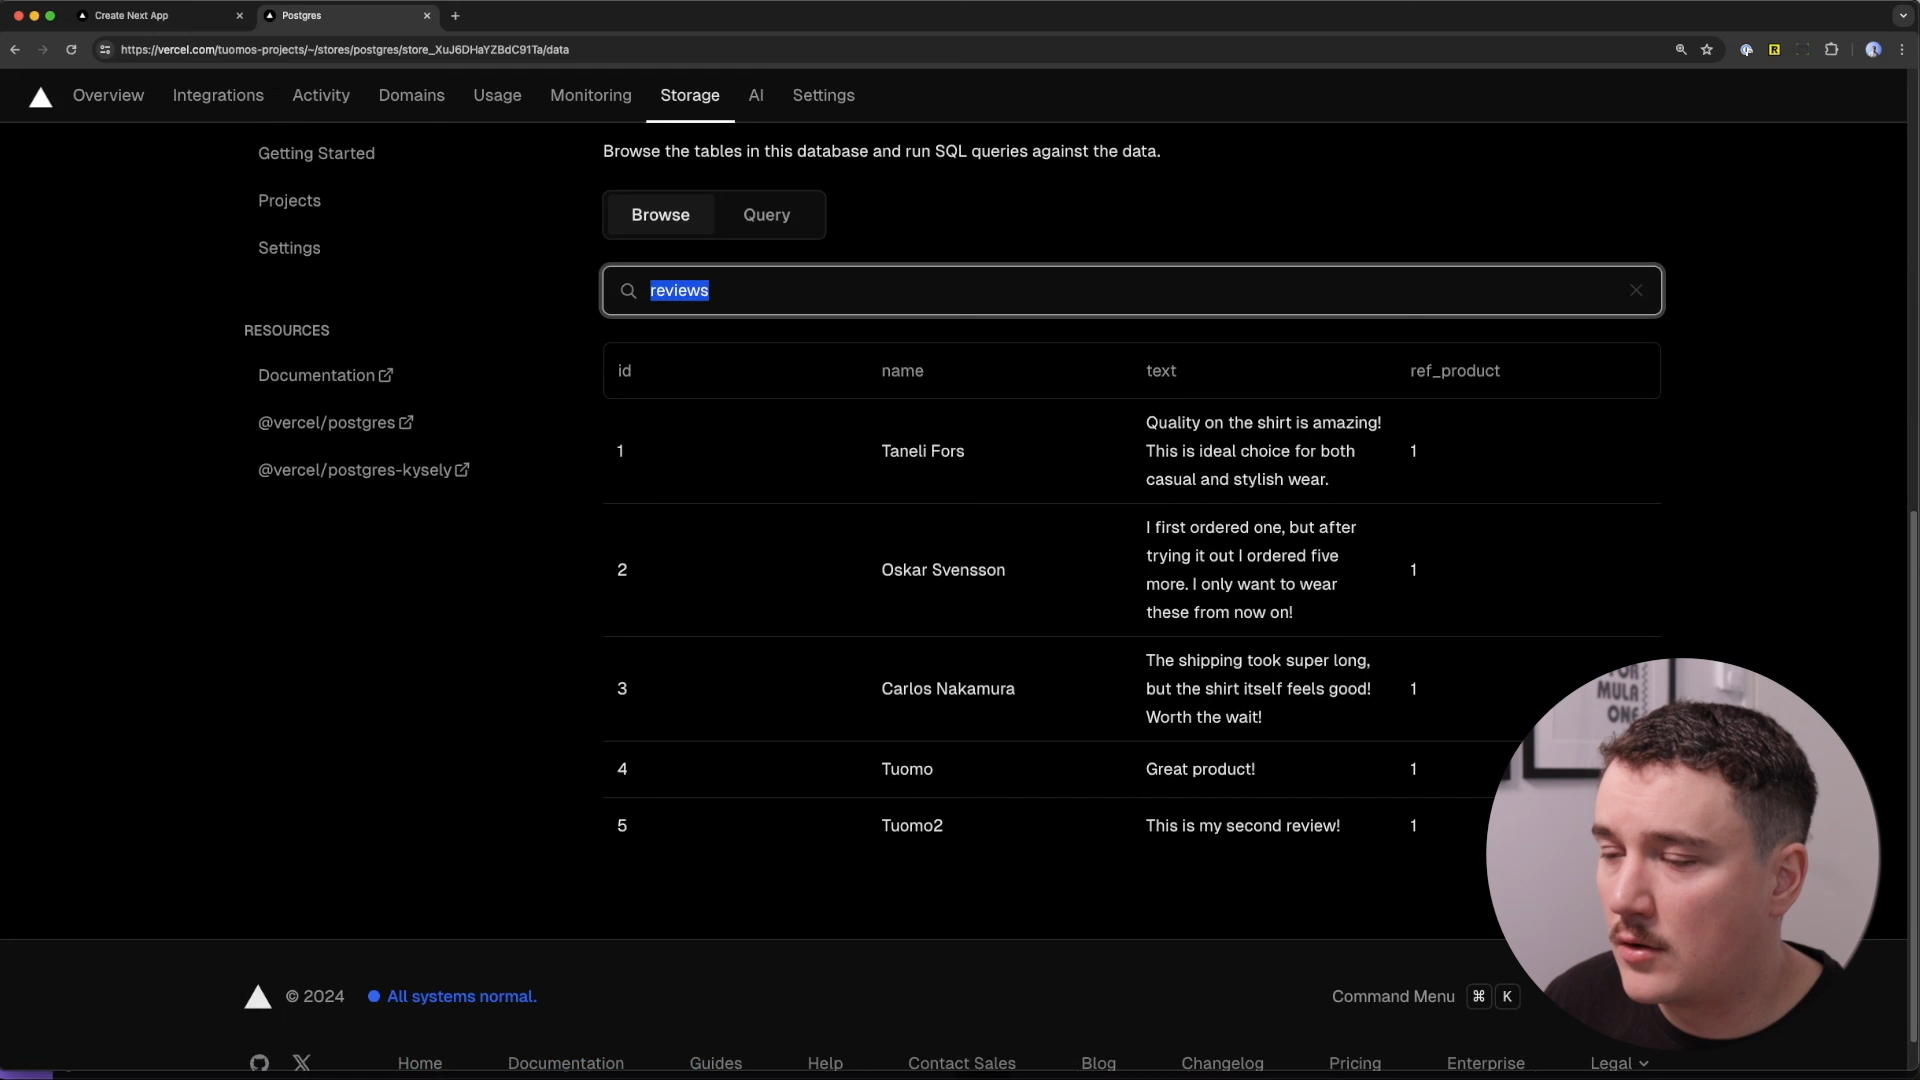 Create Next App
Postgres
https://vercel.com/tuomos-projects/~/stores/postgres/store_XuJ6DHaYZBdC91Ta/data
Overview Integrations Activity Domains Usage Monitoring Storage AI Settings
Getting Started
Projects
Settings
RESOURCES
Documentation
@vercel/postgres
@vercel/postgres-kysely
Browse the tables in this database and run SQL queries against the data.
Browse Query
reviews
id name text ref_product
1 Taneli Fors Quality on the shirt is amazing!
This is ideal choice for both
casual and stylish wear. 1
2 Oskar Svensson I first ordered one, but after
trying it out I ordered five
more. I only want to wear
these from now on! 1
3 Carlos Nakamura The shipping took super long,
but the shirt itself feels good!
Worth the wait! 1
4 Tuomo Great product! 1
5 Tuomo2 This is my second review! 1
MULA
ONE
© 2024 All systems normal.
Command Menu ⌘ K
Home Documentation Guides Help Contact Sales Blog Changelog Pricing Enterprise Legal